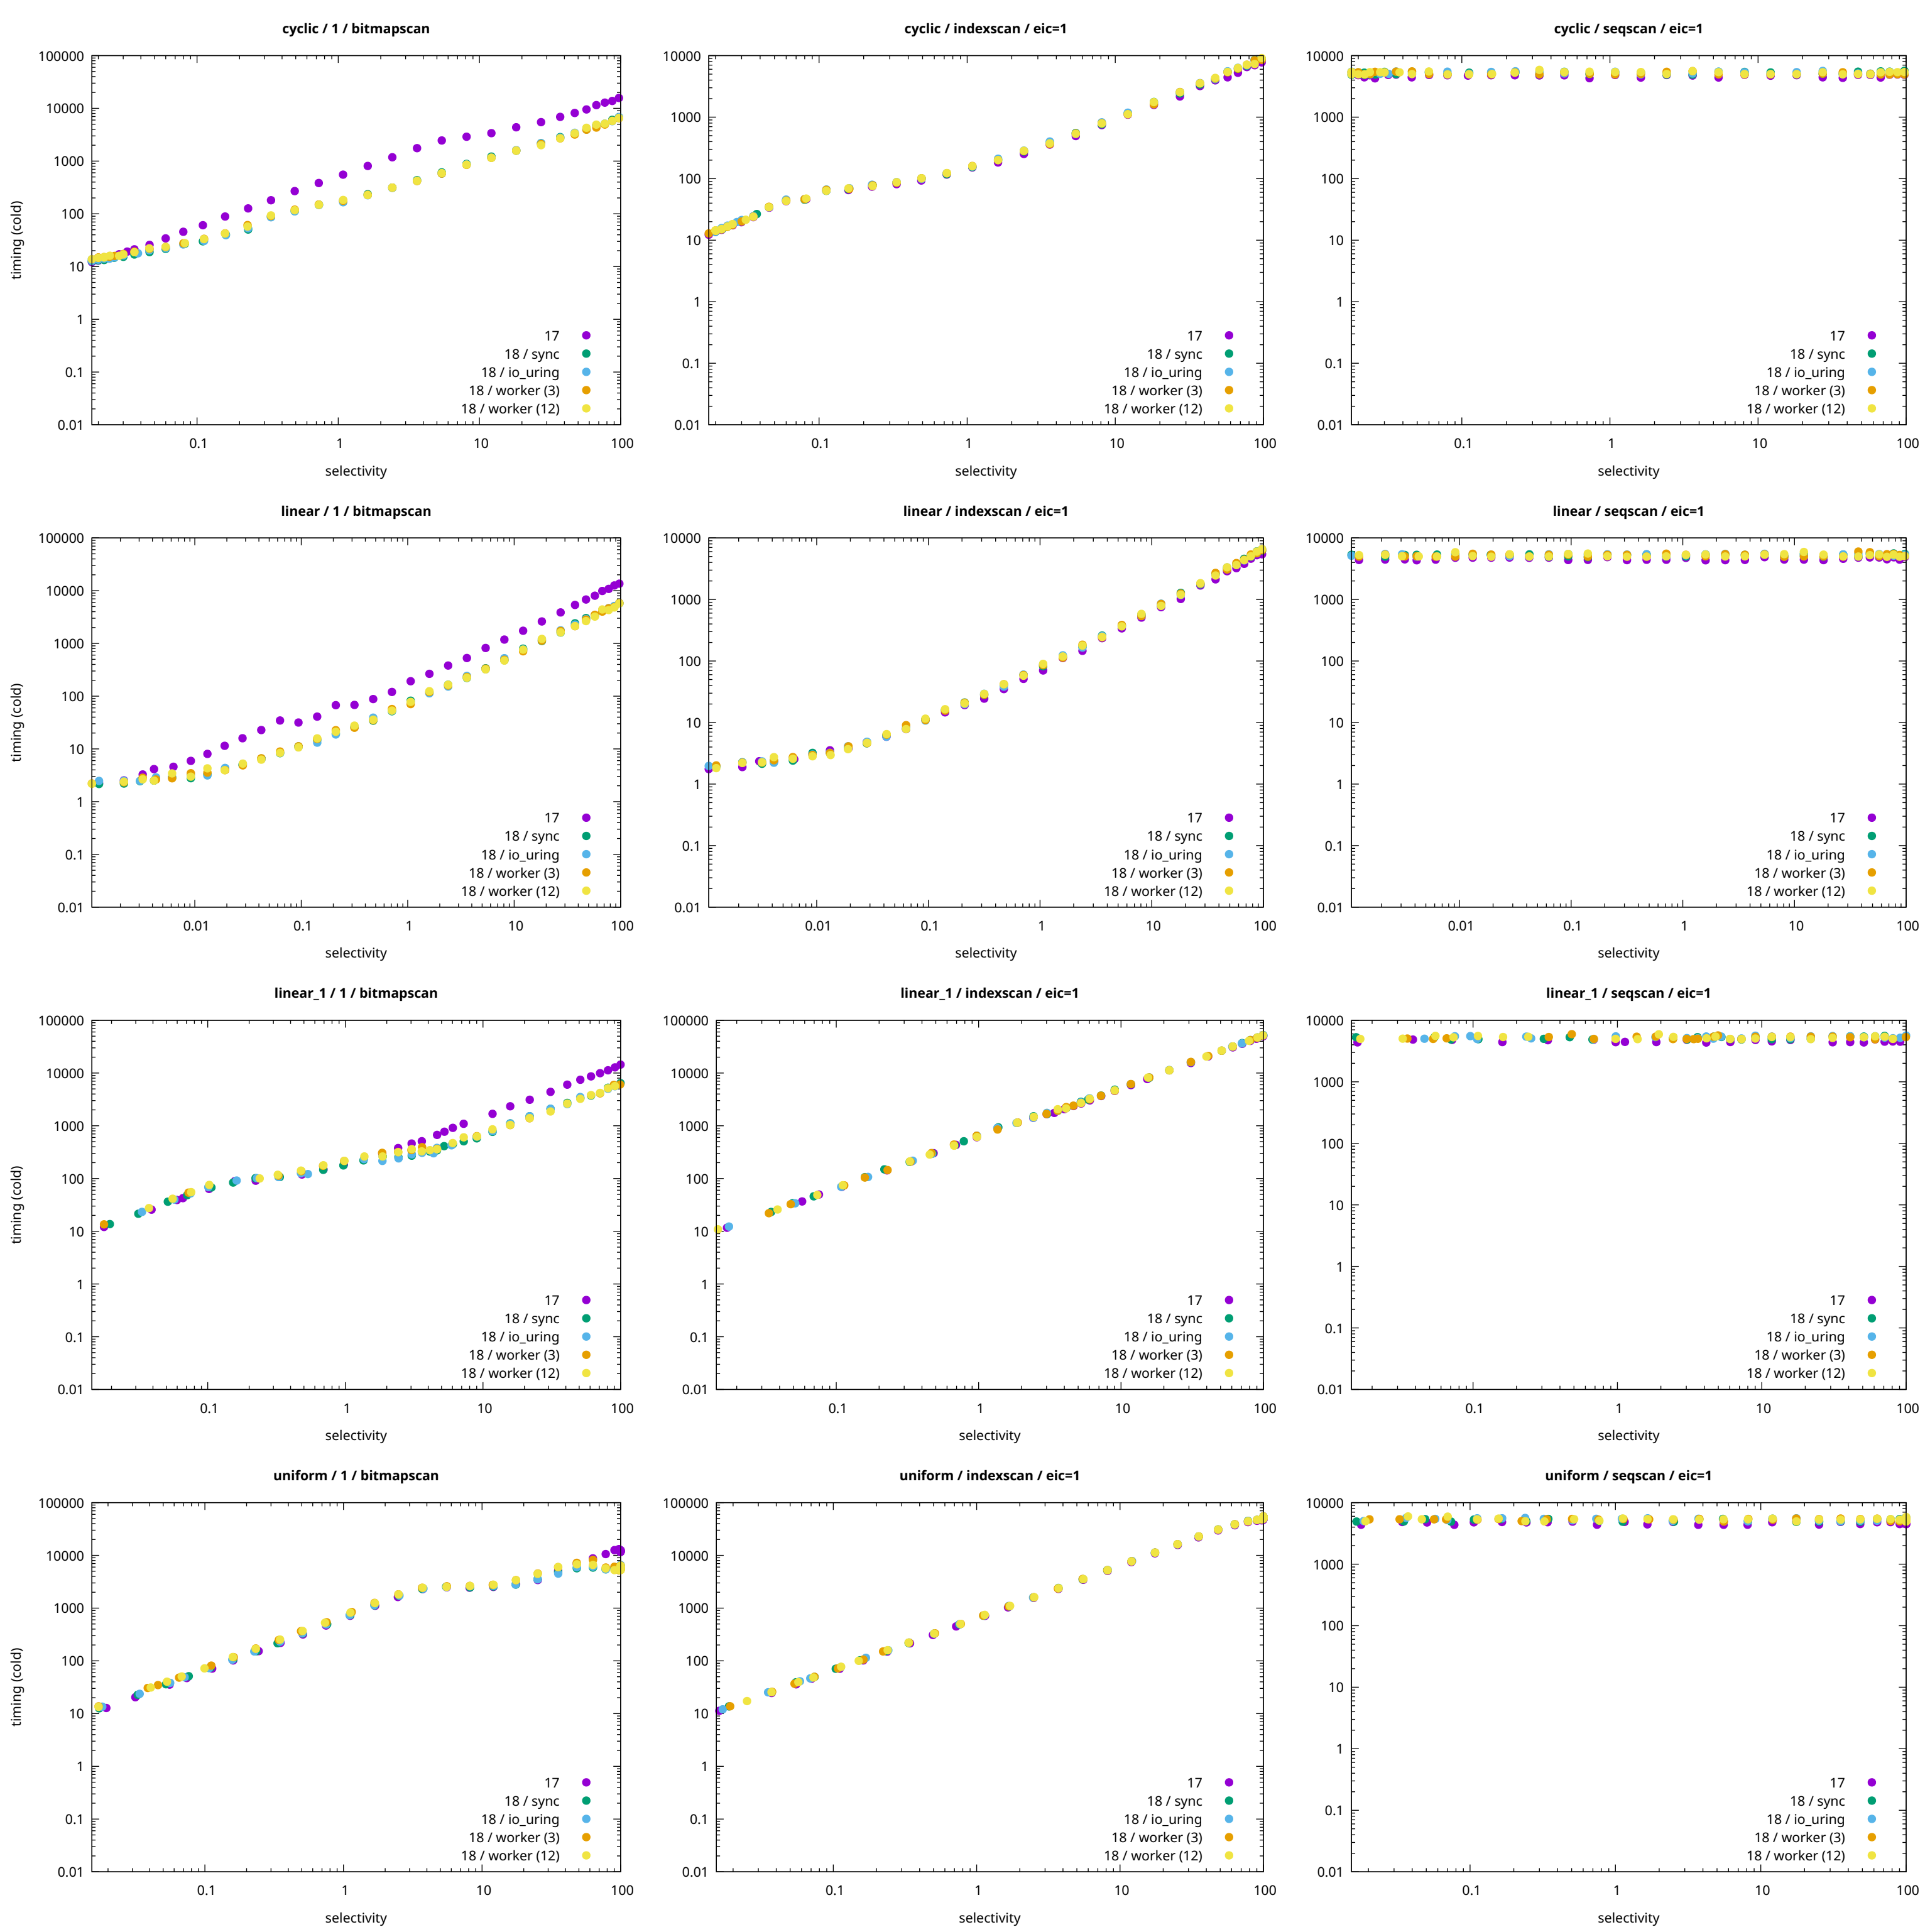 cyclic / 1 / bitmapscan
timing (cold)
100000
10000
1000
100
10
1
0.1
0.01
17
18 / sync
18 / io_uring
18 / worker (3)
18 / worker (12)
0.1 1 10 100
selectivity
cyclic / indexscan / eic=1
10000
1000
100
10
1
0.1
0.01
17
18 / sync
18 / io_uring
18 / worker (3)
18 / worker (12)
0.1 1 10 100
selectivity
cyclic / seqscan / eic=1
10000
1000
100
10
1
0.1
0.01
17
18 / sync
18 / io_uring
18 / worker (3)
18 / worker (12)
0.1 1 10 100
selectivity
linear / 1 / bitmapscan
timing (cold)
100000
10000
1000
100
10
1
0.1
0.01
17
18 / sync
18 / io_uring
18 / worker (3)
18 / worker (12)
0.01 0.1 1 10 100
selectivity
linear / indexscan / eic=1
10000
1000
100
10
1
0.1
0.01
17
18 / sync
18 / io_uring
18 / worker (3)
18 / worker (12)
0.01 0.1 1 10 100
selectivity
linear / seqscan / eic=1
10000
1000
100
10
1
0.1
0.01
17
18 / sync
18 / io_uring
18 / worker (3)
18 / worker (12)
0.01 0.1 1 10 100
selectivity
linear_1 / 1 / bitmapscan
timing (cold)
100000
10000
1000
100
10
1
0.1
0.01
17
18 / sync
18 / io_uring
18 / worker (3)
18 / worker (12)
0.1 1 10 100
selectivity
linear_1 / indexscan / eic=1
100000
10000
1000
100
10
1
0.1
0.01
17
18 / sync
18 / io_uring
18 / worker (3)
18 / worker (12)
0.1 1 10 100
selectivity
linear_1 / seqscan / eic=1
10000
1000
100
10
1
0.1
0.01
17
18 / sync
18 / io_uring
18 / worker (3)
18 / worker (12)
0.1 1 10 100
selectivity
uniform / 1 / bitmapscan
timing (cold)
100000
10000
1000
100
10
1
0.1
0.01
17
18 / sync
18 / io_uring
18 / worker (3)
18 / worker (12)
0.1 1 10 100
selectivity
uniform / indexscan / eic=1
100000
10000
1000
100
10
1
0.1
0.01
17
18 / sync
18 / io_uring
18 / worker (3)
18 / worker (12)
0.1 1 10 100
selectivity
uniform / seqscan / eic=1
10000
1000
100
10
1
0.1
0.01
17
18 / sync
18 / io_uring
18 / worker (3)
18 / worker (12)
0.1 1 10 100
selectivity